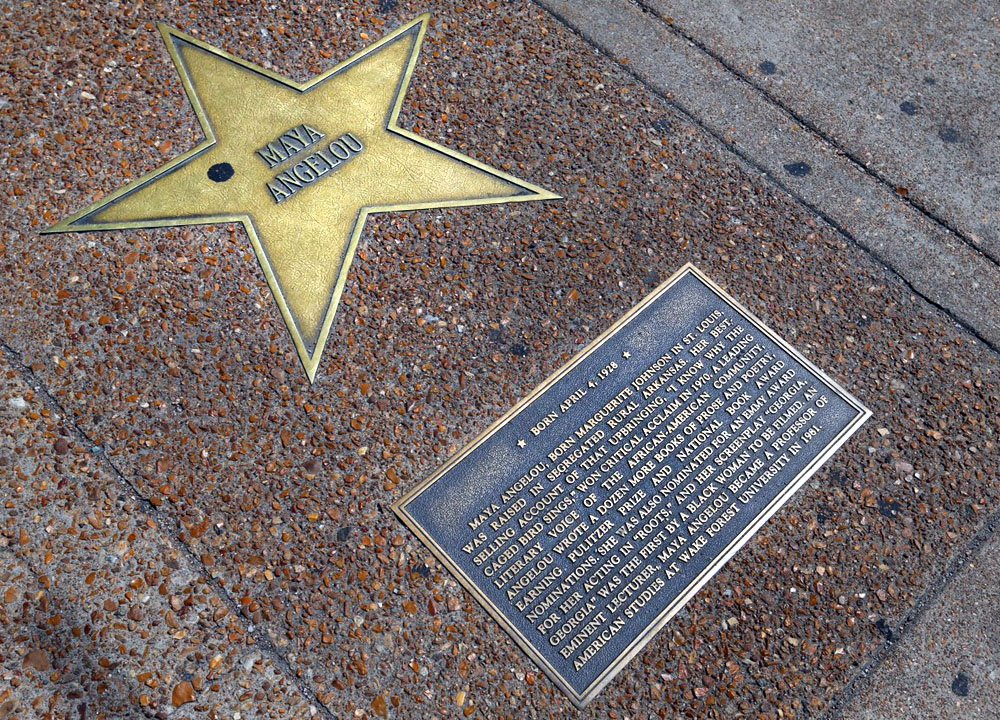 MAYA
ANGELOU
★ BORN APRIL 4, 1928 ★
MAYA ANGELOU, BORN MARGUERITE JOHNSON IN ST. LOUIS,
WAS RAISED IN SEGREGATED RURAL ARKANSAS. HER BEST-
SELLING ACCOUNT OF THAT UPBRINGING, "I KNOW WHY THE
CAGED BIRD SINGS," WON CRITICAL ACCLAIM IN 1970. A LEADING
LITERARY VOICE OF THE AFRICAN-AMERICAN COMMUNITY,
ANGELOU WROTE A DOZEN MORE BOOKS OF PROSE AND POETRY,
EARNING PULITZER PRIZE AND NATIONAL BOOK AWARD
NOMINATIONS. SHE WAS ALSO NOMINATED FOR AN EMMY AWARD
FOR HER ACTING IN "ROOTS," AND HER SCREENPLAY "GEORGIA,
GEORGIA" WAS THE FIRST BY A BLACK WOMAN TO BE FILMED. AN
EMINENT LECTURER, MAYA ANGELOU BECAME A PROFESSOR OF
AMERICAN STUDIES AT WAKE FOREST UNIVERSITY IN 1981.